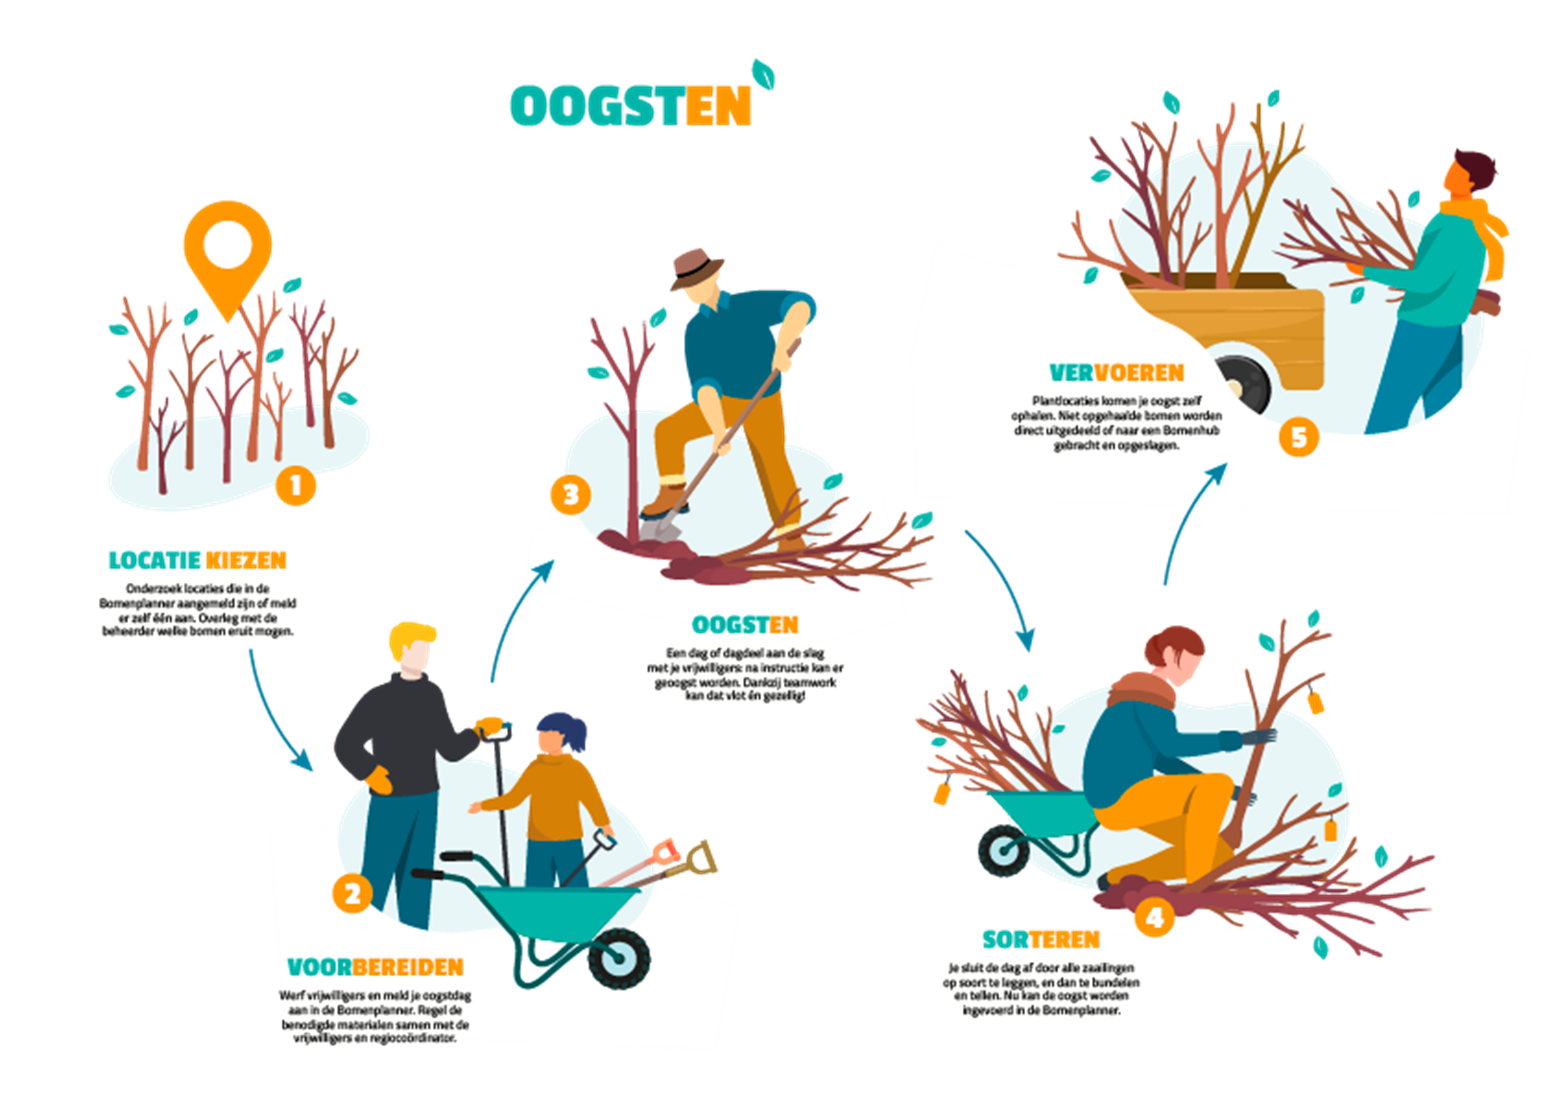 OOGSTEN
1
LOCATIE KIEZEN
Onderzoek locaties die in de
Bomenplanner aangemeld zijn of meld
er zelf één aan. Overleg met de
beheerder welke bomen eruit mogen.
2
VOORBEREIDEN
Werf vrijwilligers en meld je oogstdag
aan in de Bomenplanner. Regel de
benodigde materialen samen met de
vrijwilligers en regiocoördinator.
3
OOGSTEN
Een dag of dagdeel aan de slag
met je vrijwilligers: na instructie kan er
geoogst worden. Dankzij teamwork
kan dat vlot én gezellig!
4
SORTEREN
Je sluit de dag af door alle zaailingen
op soort te leggen, en dan te bundelen
en tellen. Nu kan de oogst worden
ingevoerd in de Bomenplanner.
VERVOEREN
Plantlocaties komen je oogst zelf
ophalen. Niet opgehaalde bomen worden
direct uitgedeeld of naar een Bomenhub
gebracht en opgeslagen.
5